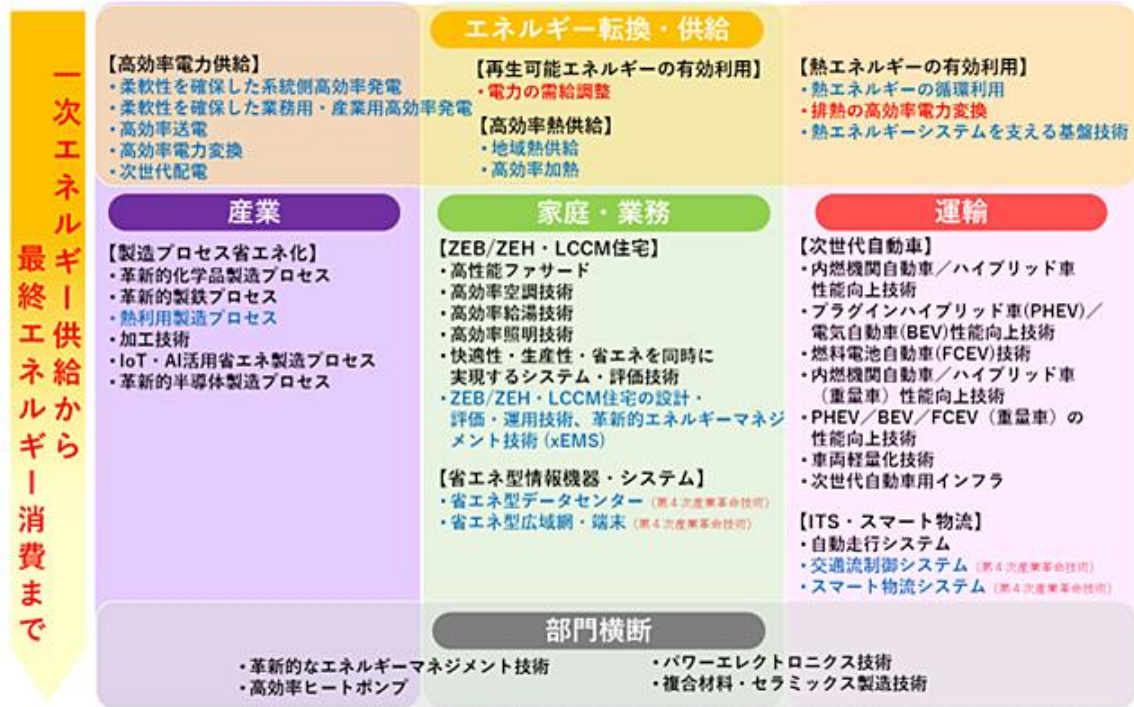 一次エネルギー供給から
最終エネルギー消費まで
エネルギー転換・供給
【高効率電力供給】
・柔軟性を確保した系統側高効率発電
・柔軟性を確保した業務用・産業用高効率発電
・高効率送電
・高効率電力変換
・次世代配電
【再生可能エネルギーの有効利用】
・電力の需給調整
【高効率熱供給】
・地域熱供給
・高効率加熱
【熱エネルギーの有効利用】
・熱エネルギーの循環利用
・排熱の高効率電力変換
・熱エネルギーシステムを支える基盤技術
産業
【製造プロセス省エネ化】
・革新的化学品製造プロセス
・革新的製鉄プロセス
・熱利用製造プロセス
・加工技術
・IoT・AI活用省エネ製造プロセス
・革新的半導体製造プロセス
家庭・業務
【ZEB/ZEH・LCCM住宅】
・高性能ファサード
・高効率空調技術
・高効率給湯技術
・高効率照明技術
・快適性・生産性・省エネを同時に
実現するシステム・評価技術
・ZEB/ZEH・LCCM住宅の設計・
評価・運用技術、革新的エネルギーマネジ
メント技術 (xEMS)
【省エネ型情報機器・システム】
・省エネ型データセンター (第4次産業革命技術)
・省エネ型広域網・端末 (第4次産業革命技術)
運輸
【次世代自動車】
・内燃機関自動車／ハイブリッド車
性能向上技術
・プラグインハイブリッド車(PHEV)／
電気自動車(BEV)性能向上技術
・燃料電池自動車(FCEV)技術
・内燃機関自動車／ハイブリッド車
（重量車）性能向上技術
・PHEV／BEV／FCEV（重量車）の
性能向上技術
・車両軽量化技術
・次世代自動車用インフラ
【ITS・スマート物流】
・自動走行システム
・交通流制御システム (第4次産業革命技術)
・スマート物流システム (第4次産業革命技術)
部門横断
・革新的なエネルギーマネジメント技術
・高効率ヒートポンプ
・パワーエレクトロニクス技術
・複合材料・セラミックス製造技術